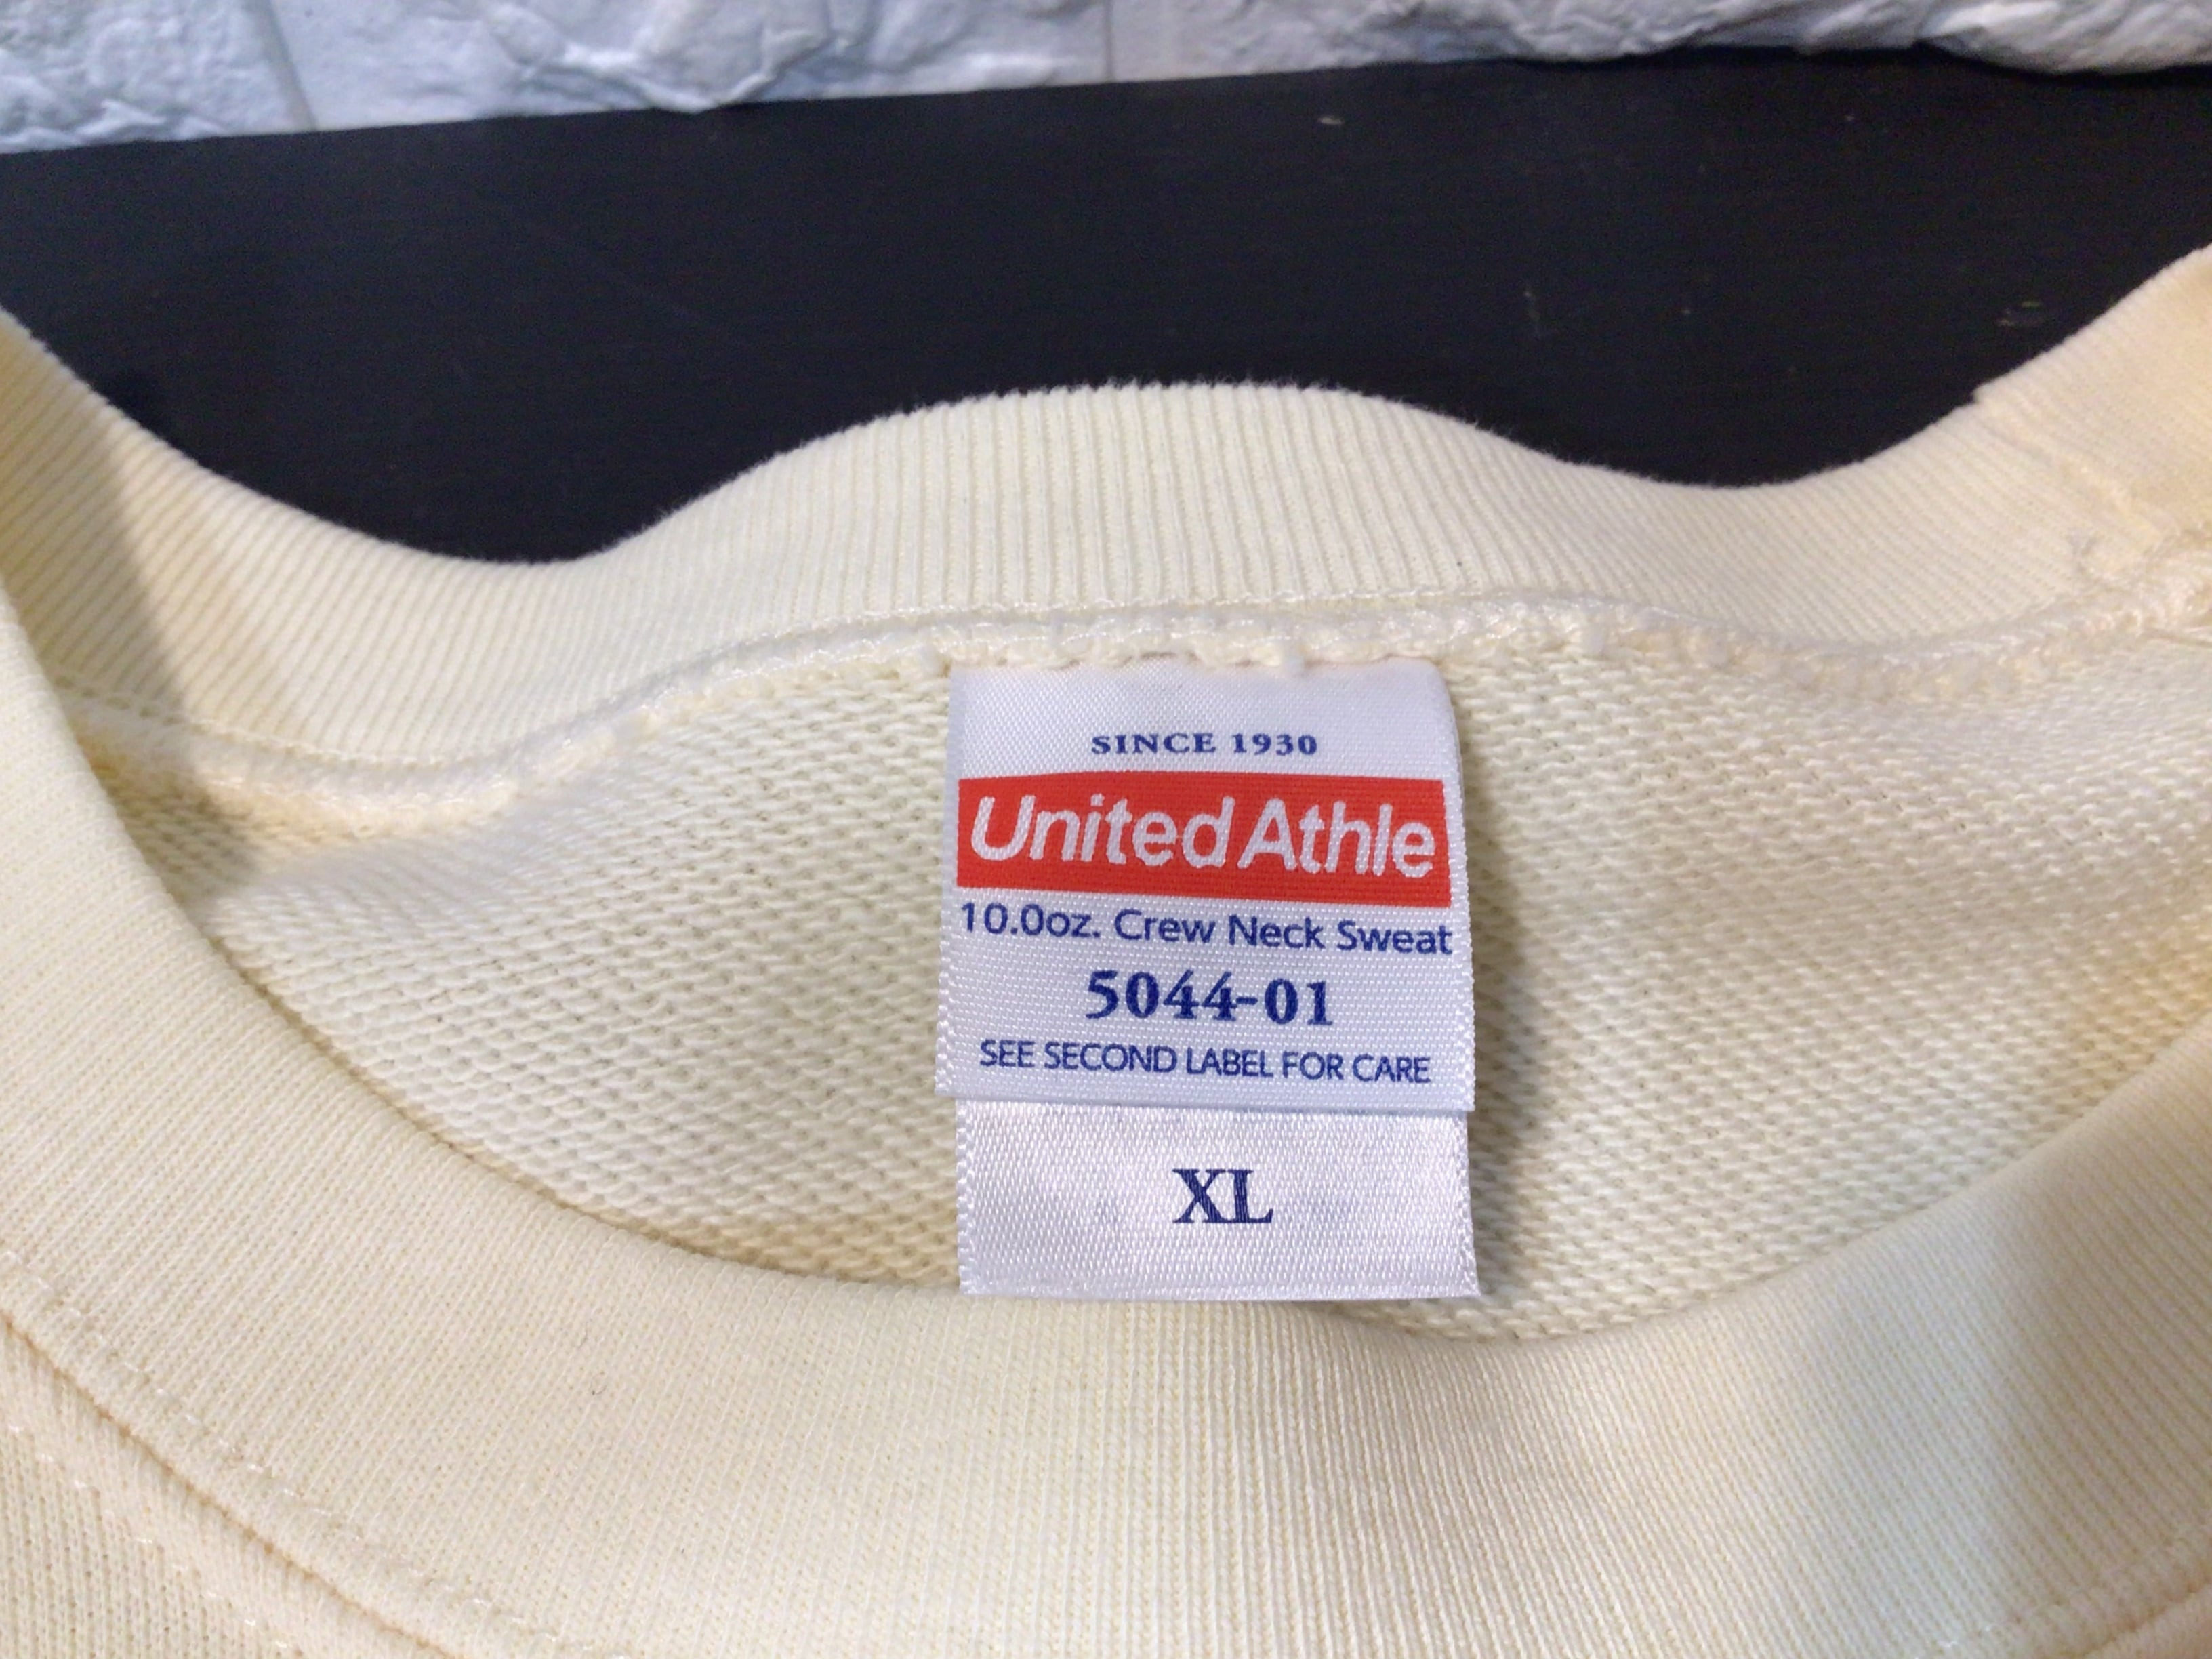 SINCE 1930
United Athle
10.0oz. Crew Neck Sweat
5044-01
SEE SECOND LABEL FOR CARE
XL